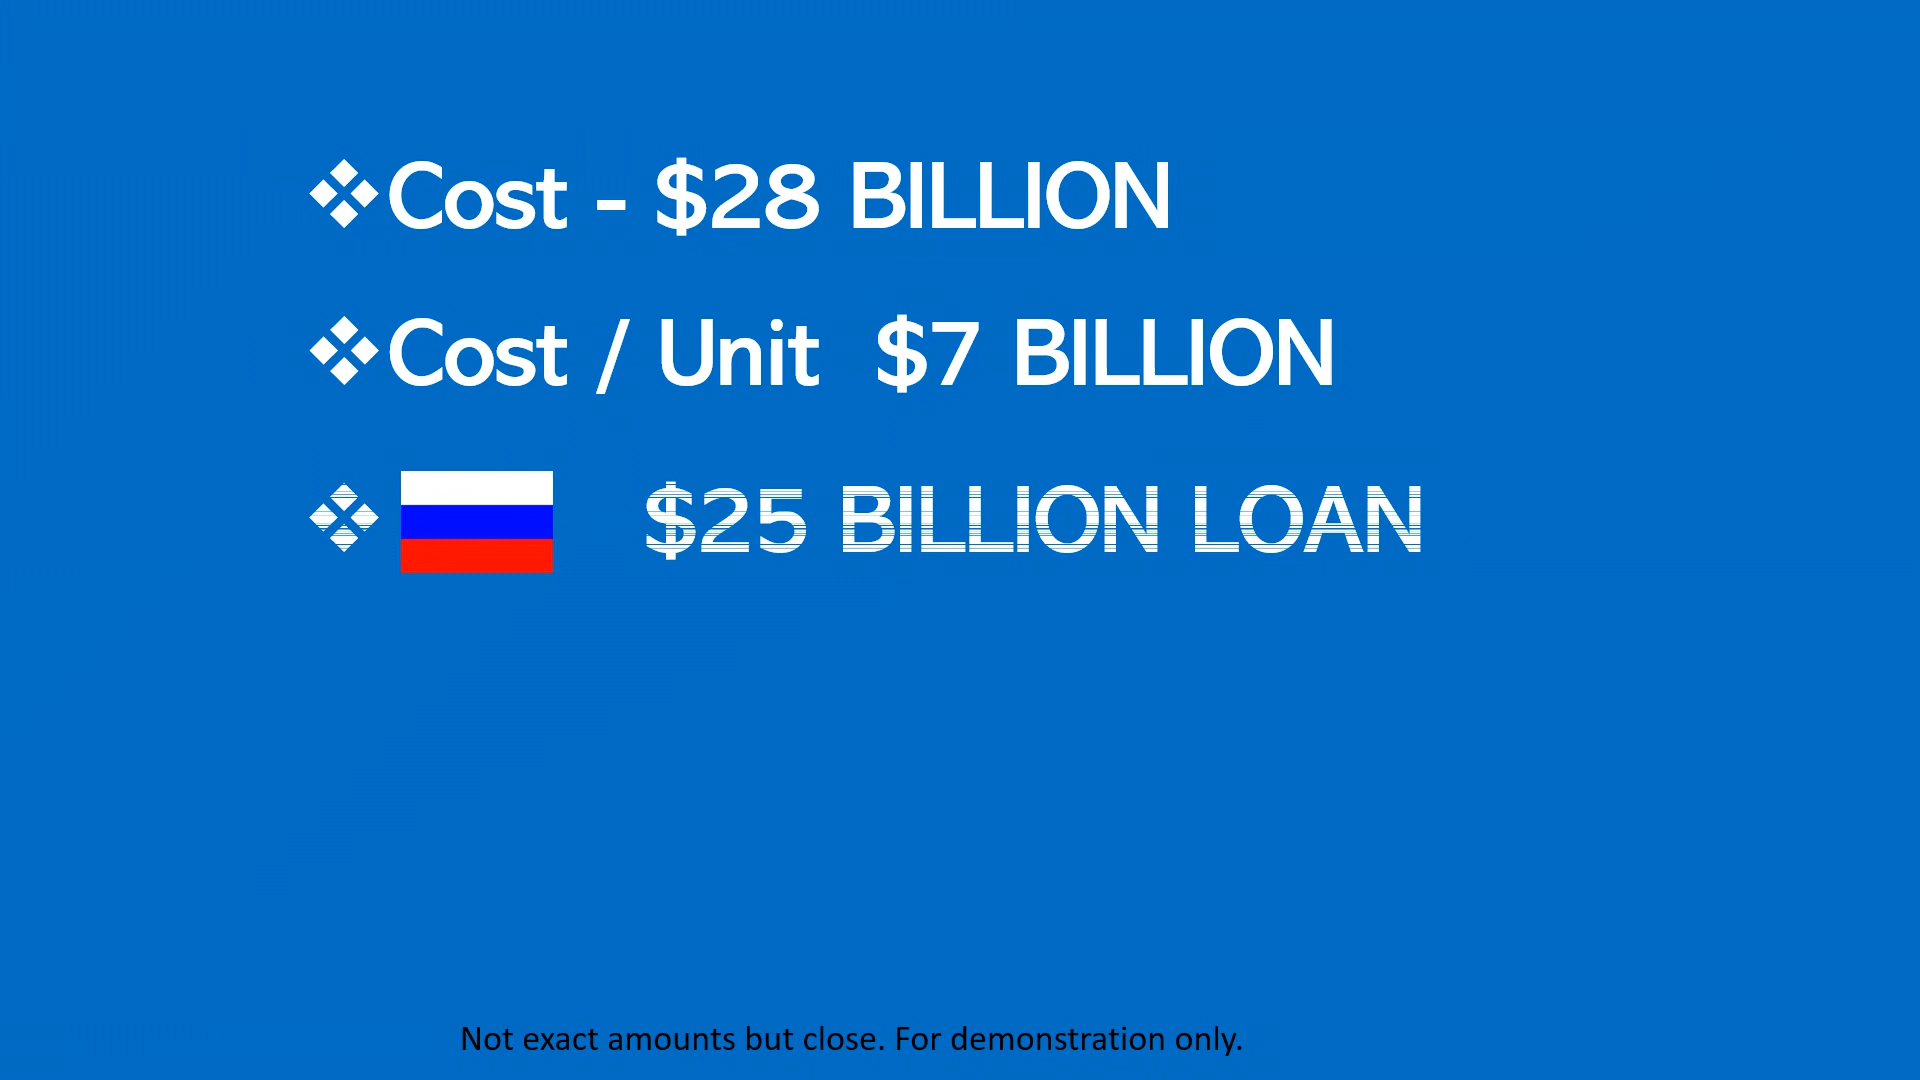 ❖Cost - $28 BILLION
❖Cost / Unit $7 BILLION
❖ $25 BILLION LOAN
Not exact amounts but close. For demonstration only.